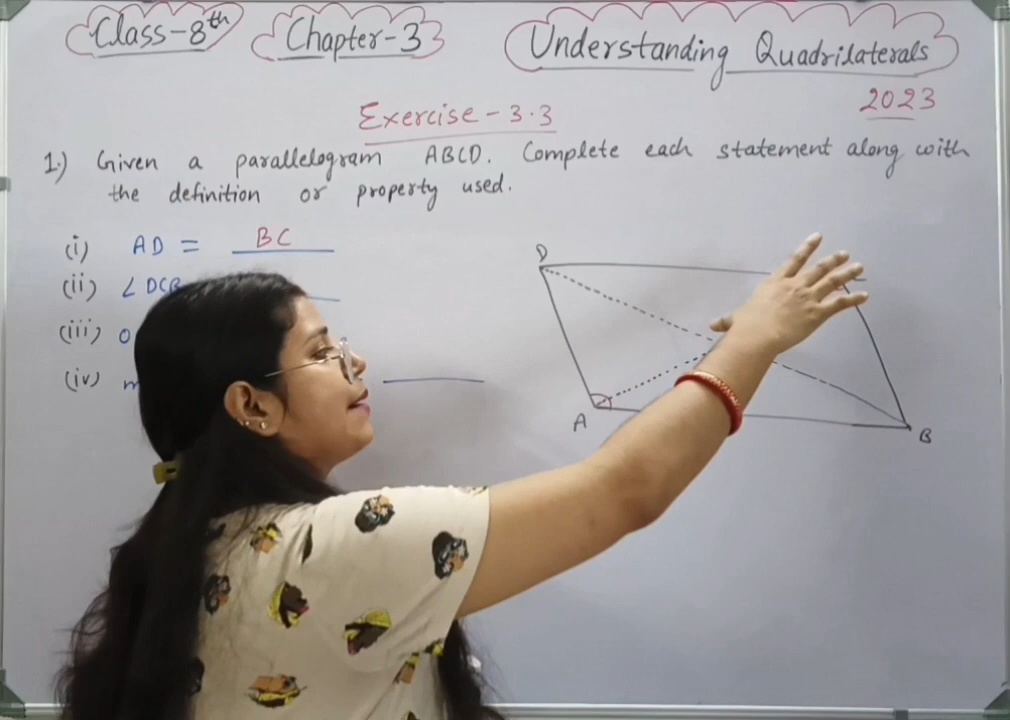 Class-8th Chapter-3 Understanding Quadrilaterals
2023
Exercise-3.3
1.) Given a parallelogram ABCD. Complete each statement along with
the definition or property used.
(i) AD = BC
(ii) ∠DCB
(iii) O
(iv) m
D
A
B